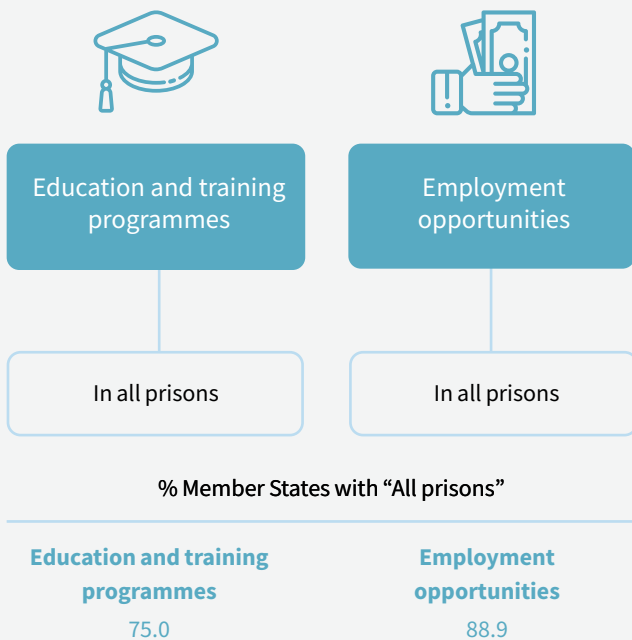 Education and training
programmes
Employment
opportunities
In all prisons
In all prisons
% Member States with “All prisons”
Education and training
programmes
Employment
opportunities
75.0
88.9